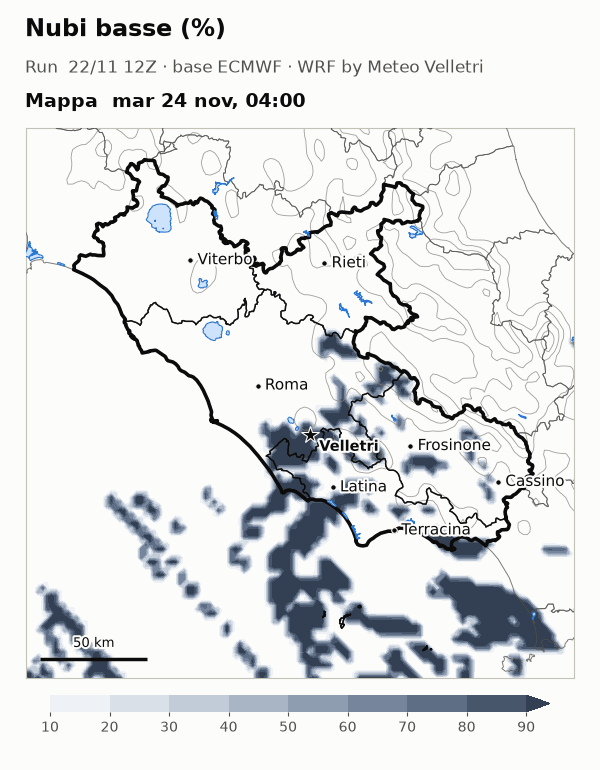 Nubi basse (%)
Run  22/11 12Z · base ECMWF · WRF by Meteo Velletri
Mappa  mar 24 nov, 04:00
Viterbo
Rieti
Roma
Velletri
Frosinone
Latina
Cassino
Terracina
50 km
10 20 30 40 50 60 70 80 90